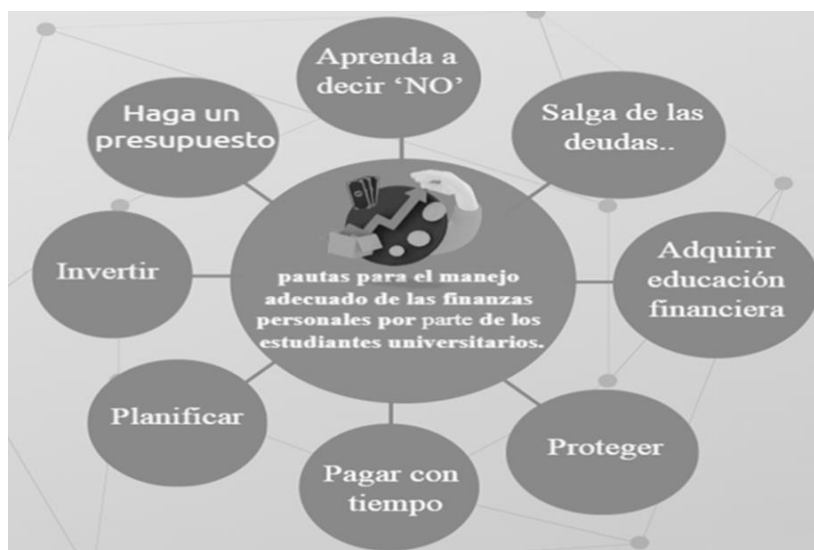 Aprenda a
decir ‘NO’
Salga de las
deudas..
Adquirir
educación
financiera
Proteger
Pagar con
tiempo
Planificar
Invertir
Haga un
presupuesto
pautas para el manejo
adecuado de las finanzas
personales por parte de los
estudiantes universitarios.